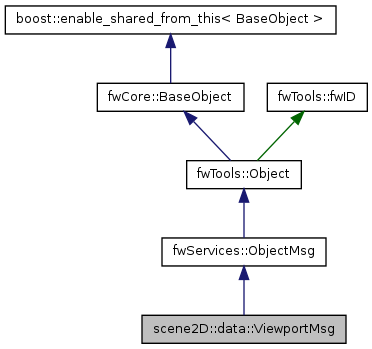 boost::enable_shared_from_this< BaseObject >
fwCore::BaseObject
fwTools::fwID
fwTools::Object
fwServices::ObjectMsg
scene2D::data::ViewportMsg